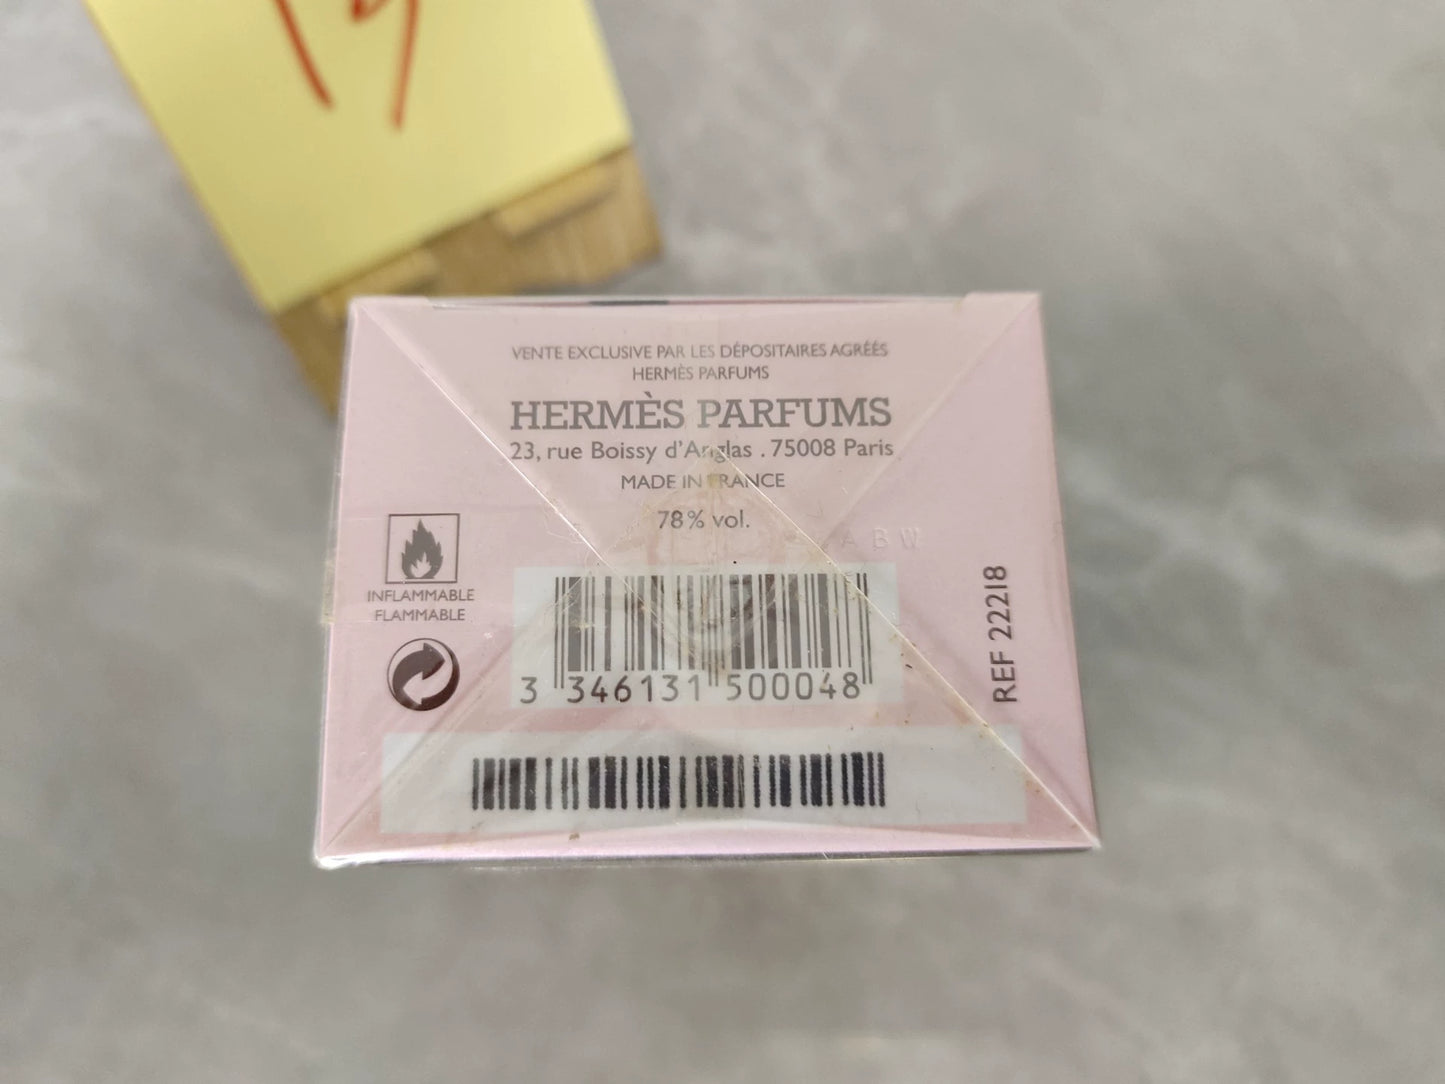 VENTE EXCLUSIVE PAR LES DÉPOSITAIRES AGRÉÉS
HERMÈS PARFUMS
HERMÈS PARFUMS
23, rue Boissy d'Anglas . 75008 Paris
MADE IN FRANCE
78% vol.
ABW
INFLAMMABLE
FLAMMABLE
3 346131 500048
REF 22218